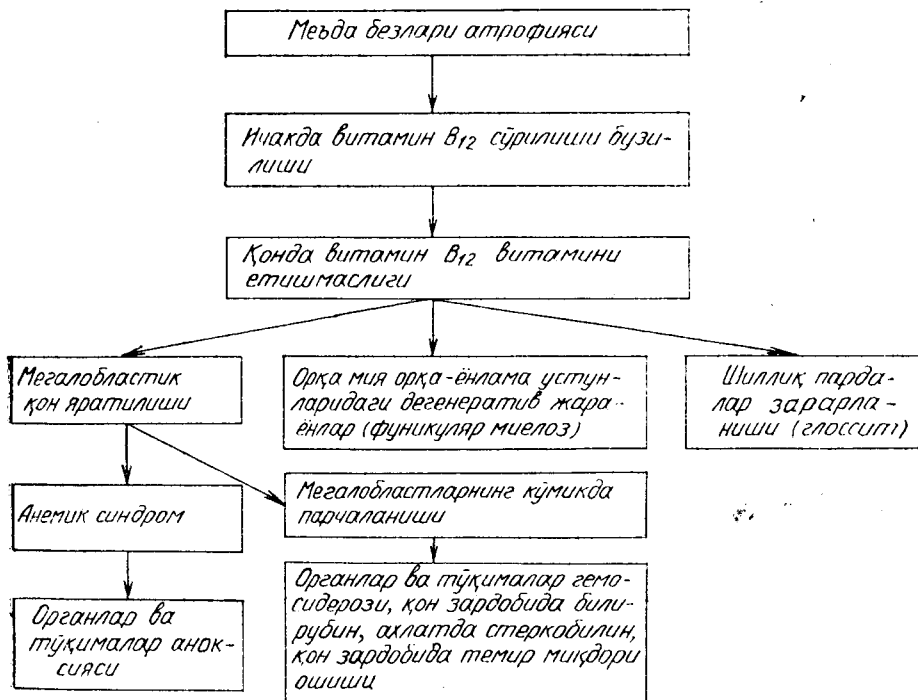 Меъда безлари атрофияси
Ичакда витамин В12 сўрилиши бузи-
лиши
Қонда витамин В12 витамини
етишмаслиги
Мегалобластик
қон яратилиши
Орқа мия орқа-ёнлама устун-
ларидаги дегенератив жара-
ёнлар (фуникуляр миелоз)
Шиллиқ парда-
лар зарарла-
ниши (глоссит)
Анемик синдром
Мегалобластларнинг кўмикда
парчаланиши
Органлар ва
тўқималар анок-
сияси
Органлар ва тўқималар гемо-
сидерози, қон зардобида били-
рубин, ахлатда стеркобилин,
қон зардобида темир миқдори
ошиши